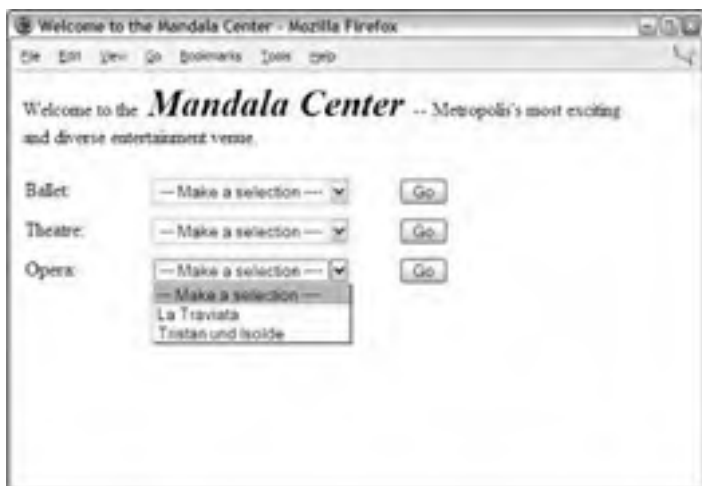 Welcome to the Mandala Center - Mozilla Firefox
File Edit View Go Bookmarks Tools Help
Welcome to the Mandala Center -- Metropolis's most exciting
and diverse entertainment venue.
Ballet: --- Make a selection --- Go
Theatre: --- Make a selection --- Go
Opera: --- Make a selection --- Go
--- Make a selection ---
La Traviata
Tristan und Isolde